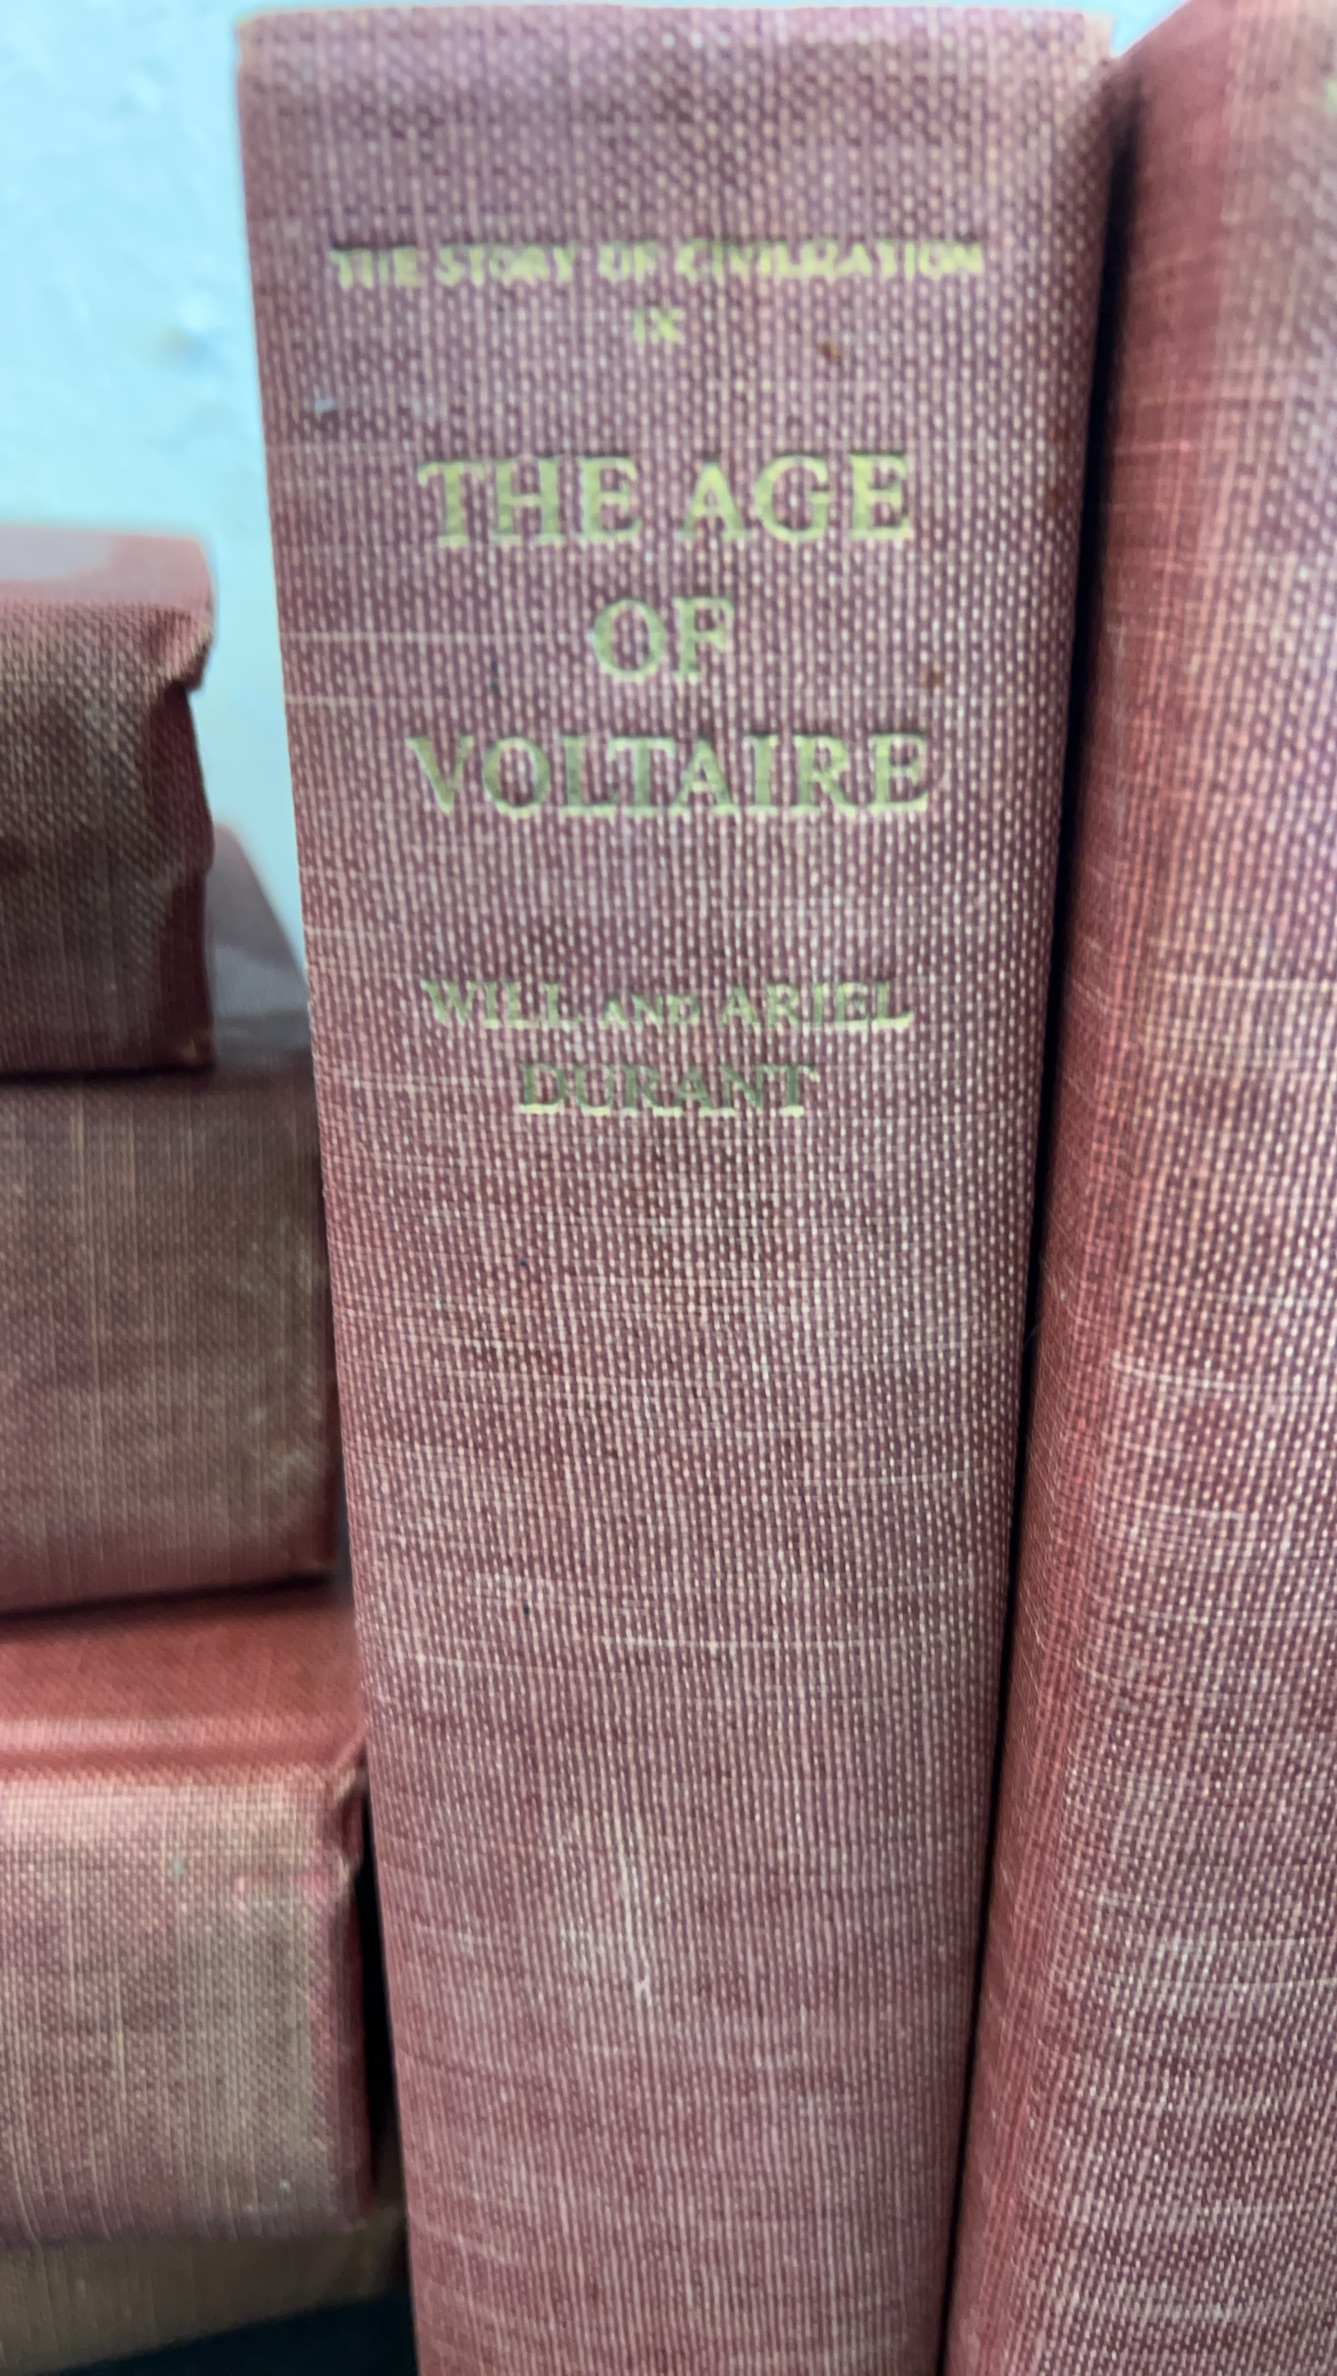 THE STORY OF CIVILIZATION
IX
THE AGE
OF
VOLTAIRE
WILL AND ARIEL
DURANT